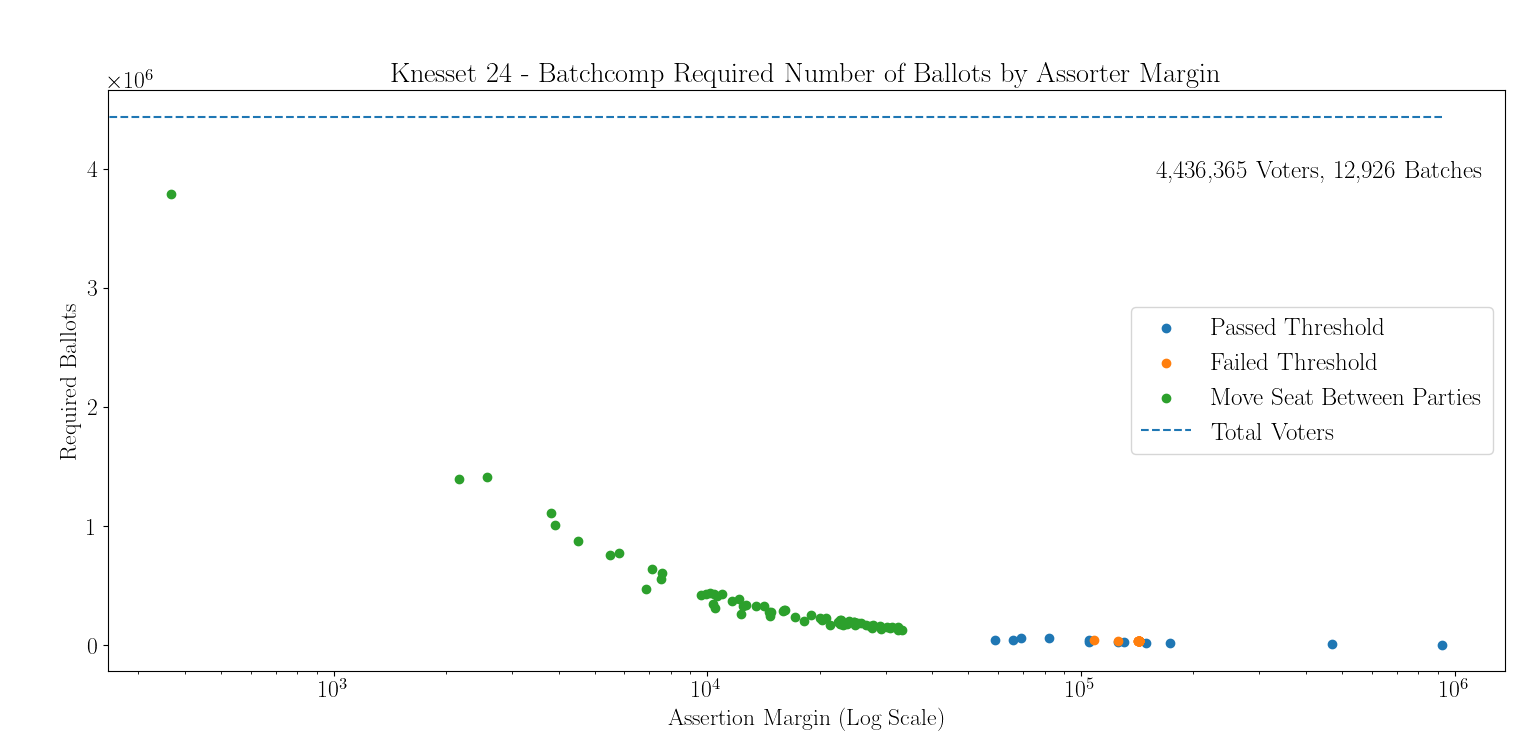 Knesset 24 - Batchcomp Required Number of Ballots by Assorter Margin
×10⁶
4
3
2
1
0
Required Ballots
4,436,365 Voters, 12,926 Batches
Passed Threshold
Failed Threshold
Move Seat Between Parties
Total Voters
10³ 10⁴ 10⁵ 10⁶
Assertion Margin (Log Scale)